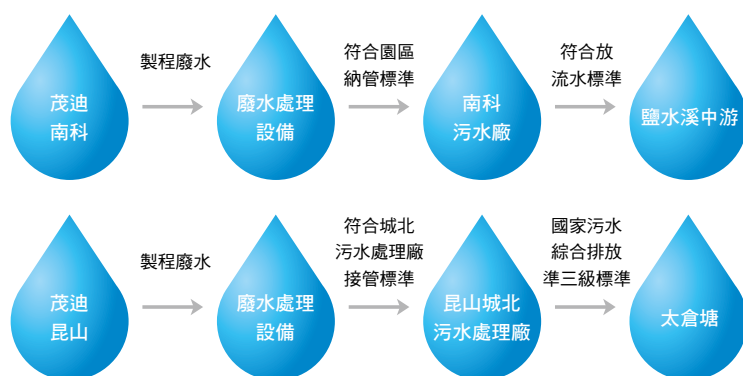 茂迪
南科
製程廢水
廢水處理
設備
符合園區
納管標準
南科
污水廠
符合放
流水標準
鹽水溪中游
茂迪
昆山
製程廢水
廢水處理
設備
符合城北
污水處理廠
接管標準
昆山城北
污水處理廠
國家污水
綜合排放
準三級標準
太倉塘